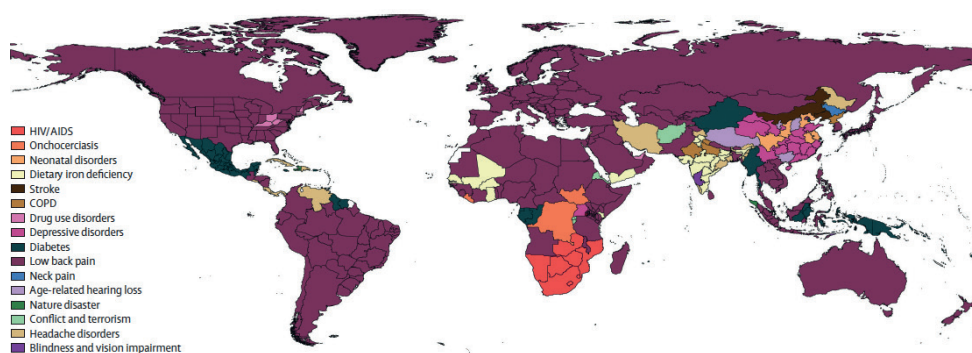 HIV/AIDS
Onchocerciasis
Neonatal disorders
Dietary iron deficiency
Stroke
COPD
Drug use disorders
Depressive disorders
Diabetes
Low back pain
Neck pain
Age-related hearing loss
Nature disaster
Conflict and terrorism
Headache disorders
Blindness and vision impairment